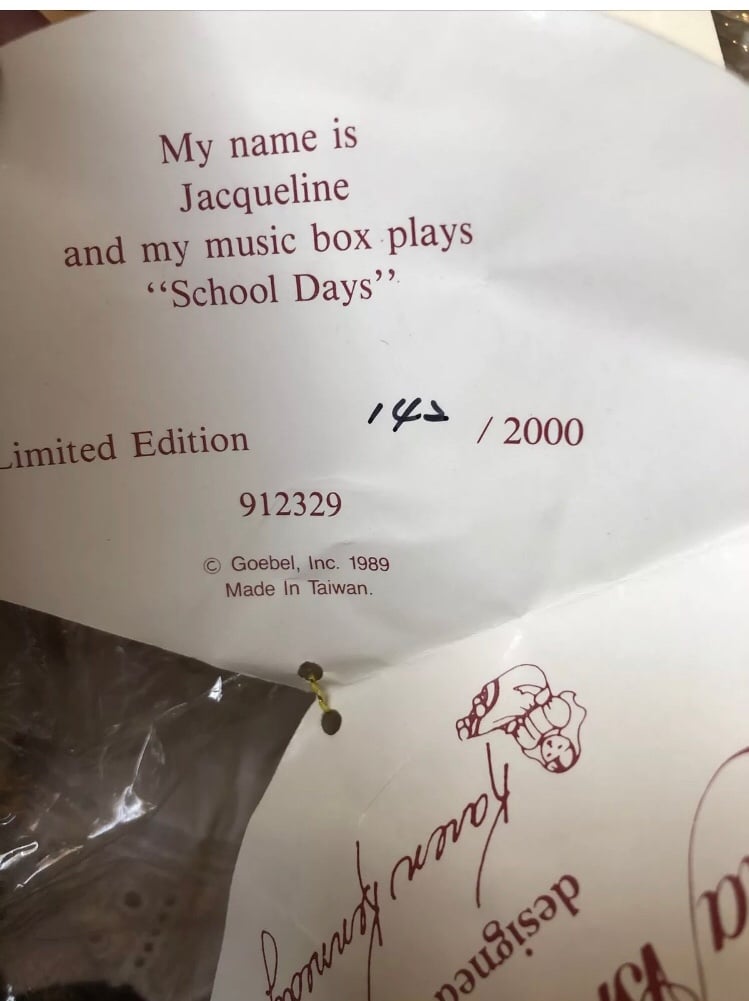 My name is
Jacqueline
and my music box plays
“School Days”
Limited Edition 142 / 2000
912329
© Goebel, Inc. 1989
Made In Taiwan.
Karen Kennedy
designed